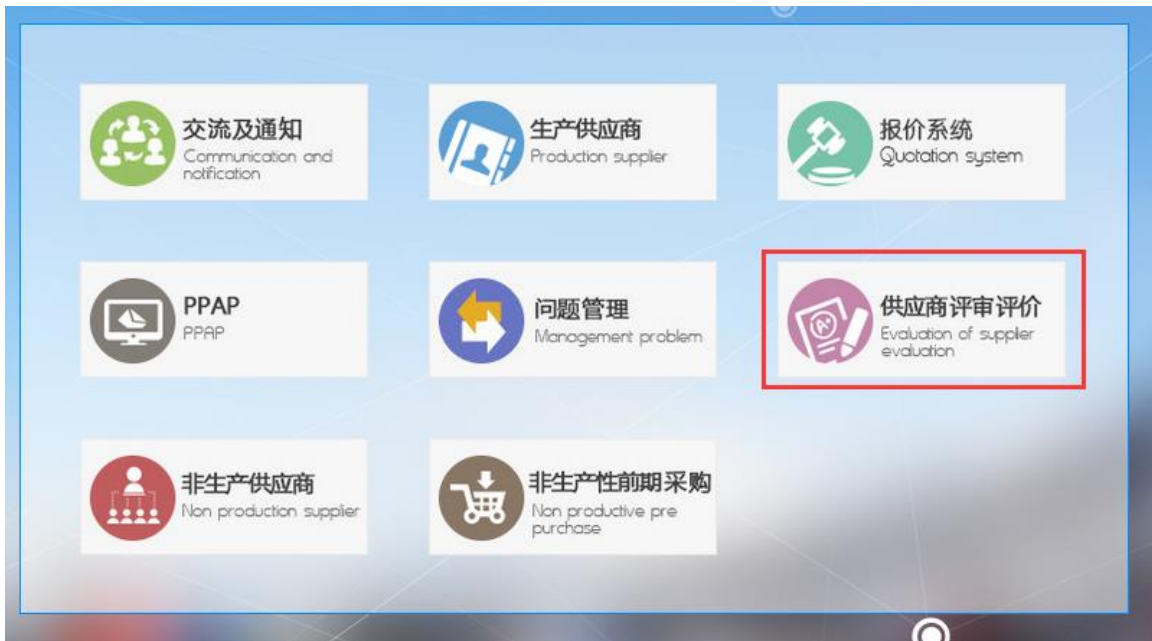 交流及通知
Communication and
notification
生产供应商
Production supplier
报价系统
Quotation system
PPAP
PPAP
问题管理
Management problem
供应商评审评价
Evaluation of supplier
evaluation
A+
非生产供应商
Non production supplier
非生产性前期采购
Non productive pre
purchase